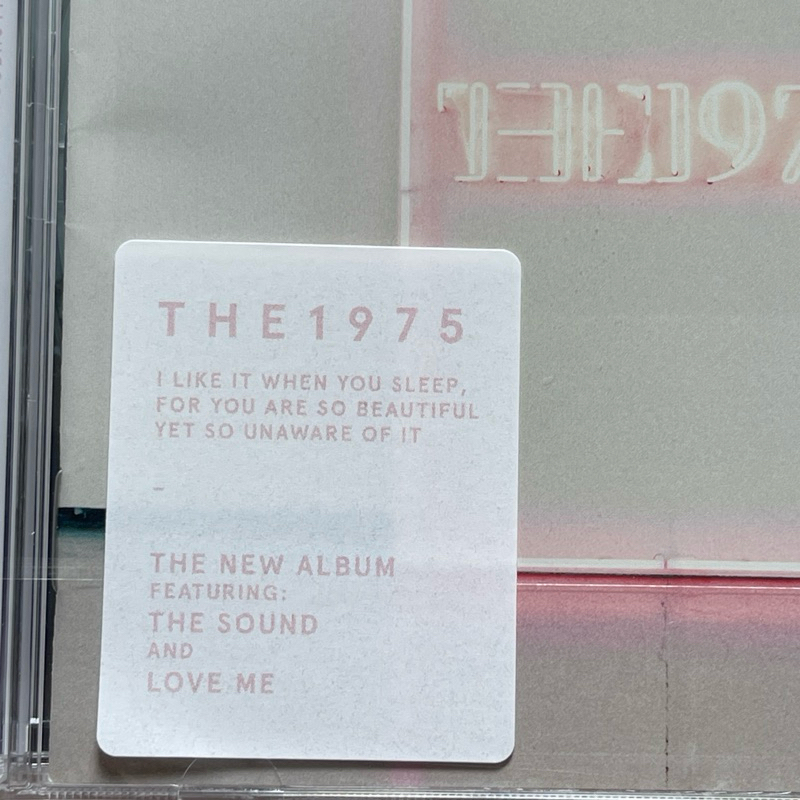 THE197
THE1975
I LIKE IT WHEN YOU SLEEP,
FOR YOU ARE SO BEAUTIFUL
YET SO UNAWARE OF IT
–
THE NEW ALBUM
FEATURING:
THE SOUND
AND
LOVE ME